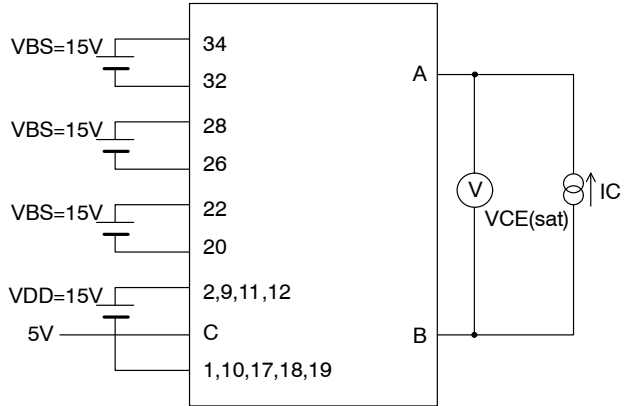 VBS=15V
34
32
A
VBS=15V
28
26
VBS=15V
22
20
V
IC
VCE(sat)
VDD=15V
2,9,11,12
5V
C
B
1,10,17,18,19